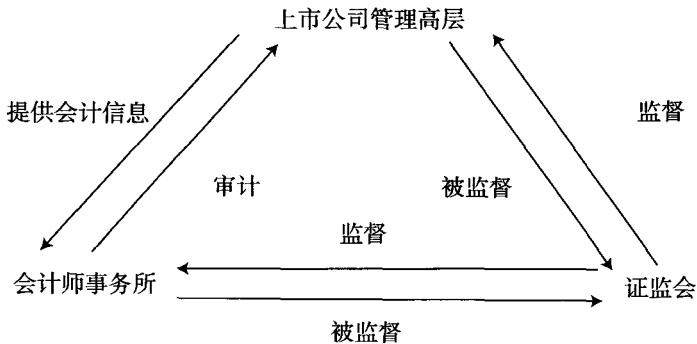 上市公司管理高层
提供会计信息
监督
审计
被监督
监督
会计师事务所
证监会
被监督